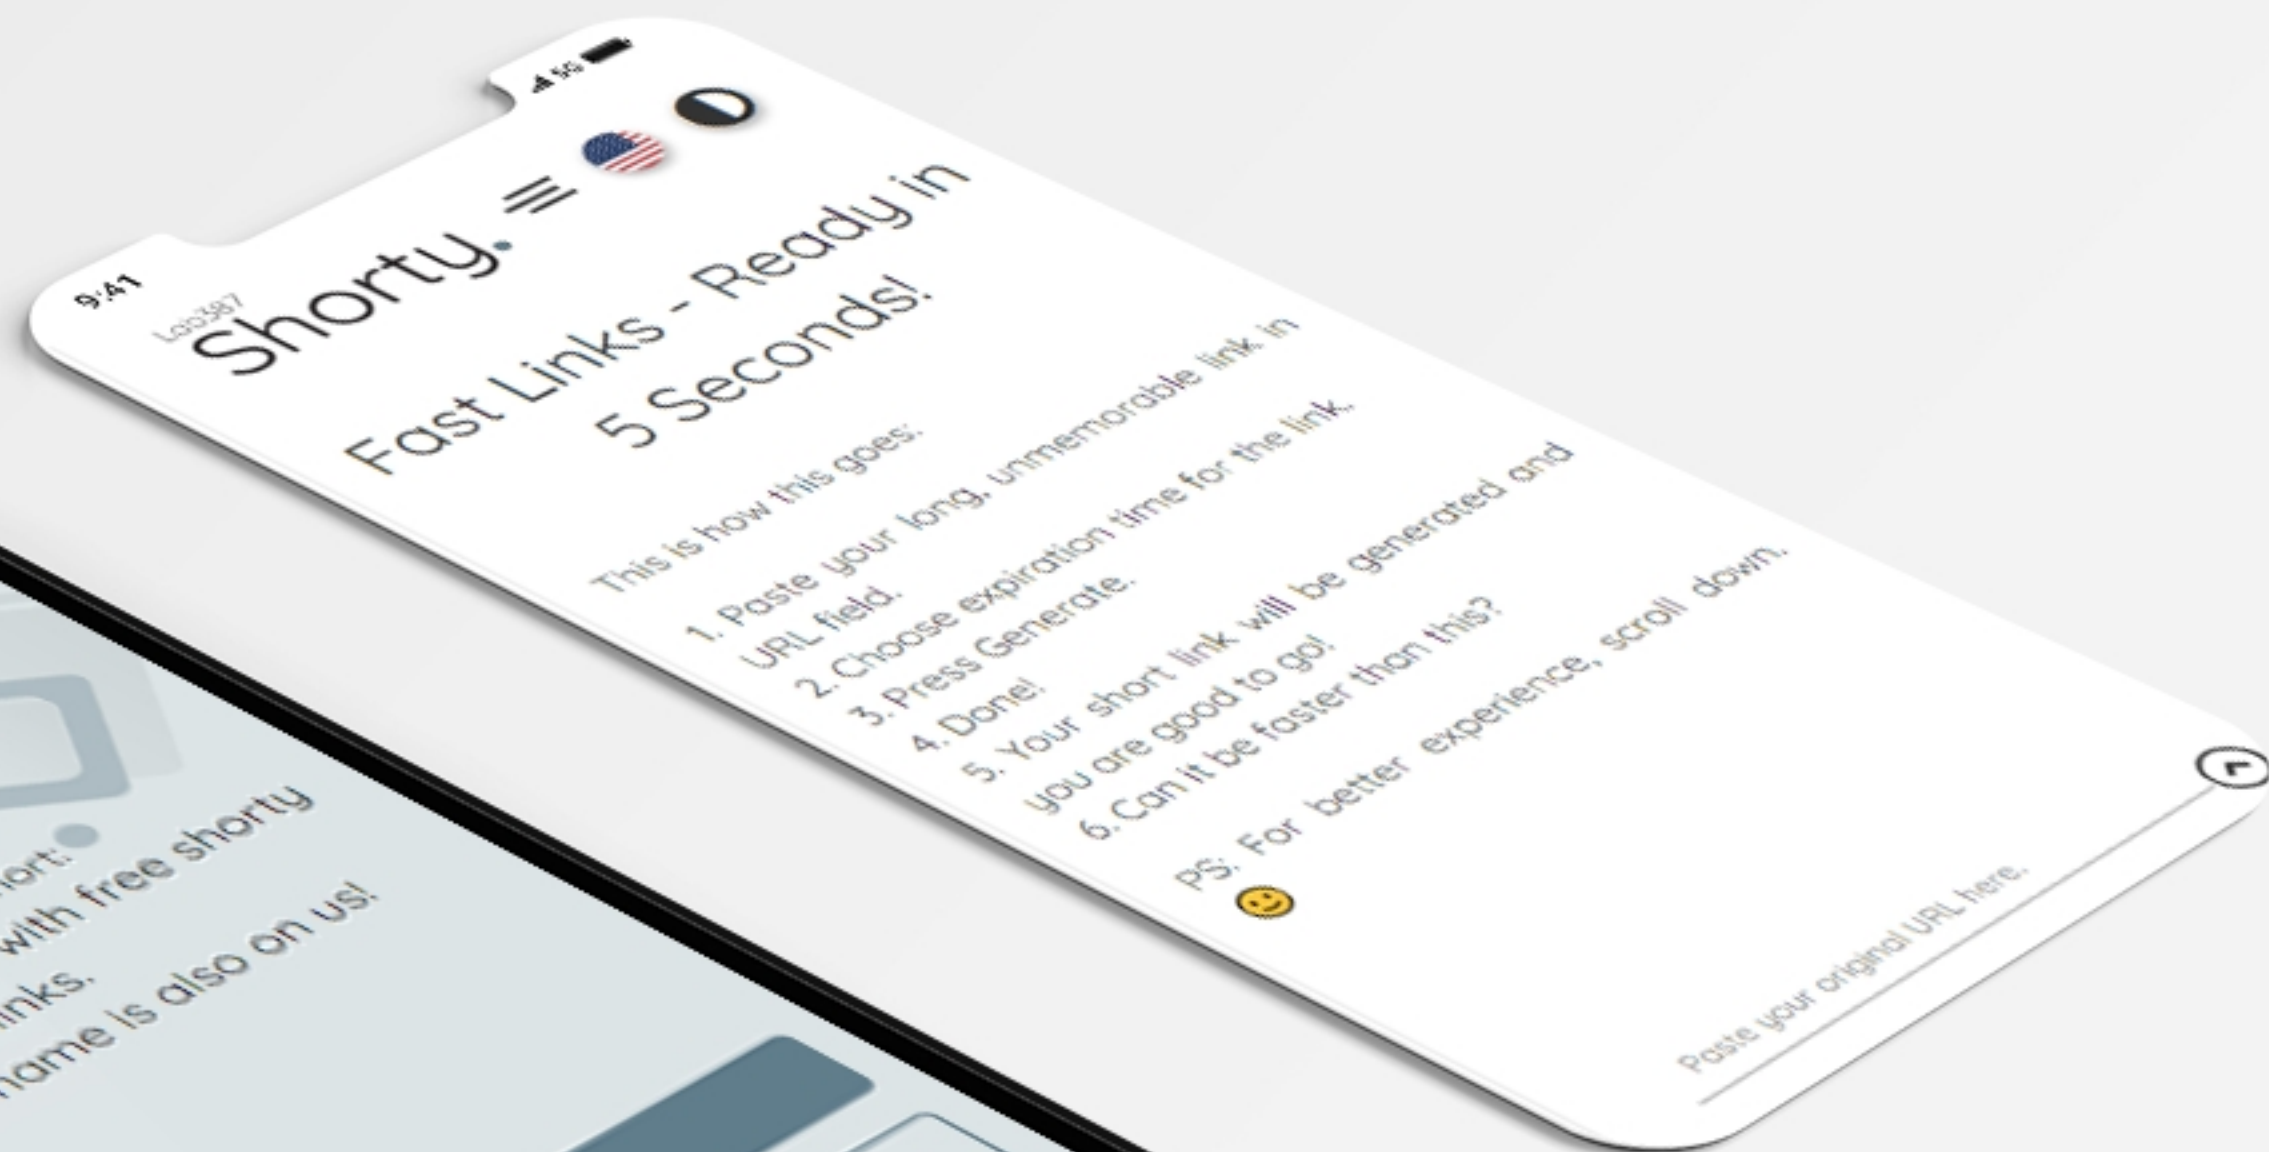 9:41
5G
Lab387
Shorty.
Fast Links - Ready in
5 Seconds!
This is how this goes:
1. Paste your long, unmemorable link in
URL field.
2. Choose expiration time for the link.
3. Press Generate.
4. Done!
5. Your short link will be generated and
you are good to go!
6. Can it be faster than this?
PS: For better experience, scroll down.
🙂
Paste your original URL here.
with free shorty
name is also on us!